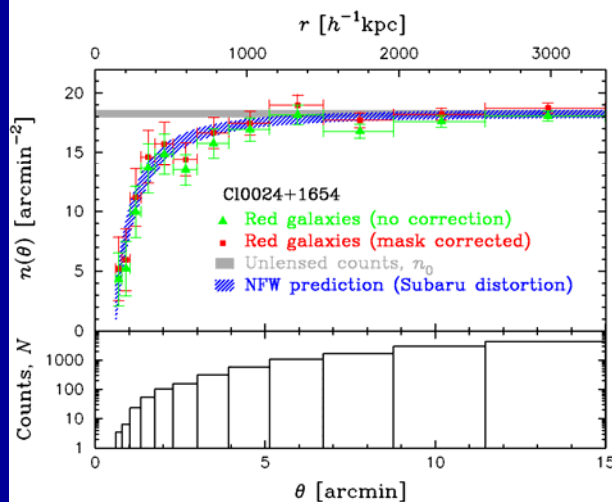 r [h⁻¹kpc]
0 1000 2000 3000
n(θ) [arcmin⁻²]
20
15
10
5
0
Cl0024+1654
Red galaxies (no correction)
Red galaxies (mask corrected)
Unlensed counts, n₀
NFW prediction (Subaru distortion)
Counts, N
1000
100
10
1
0 5 10 15
θ [arcmin]